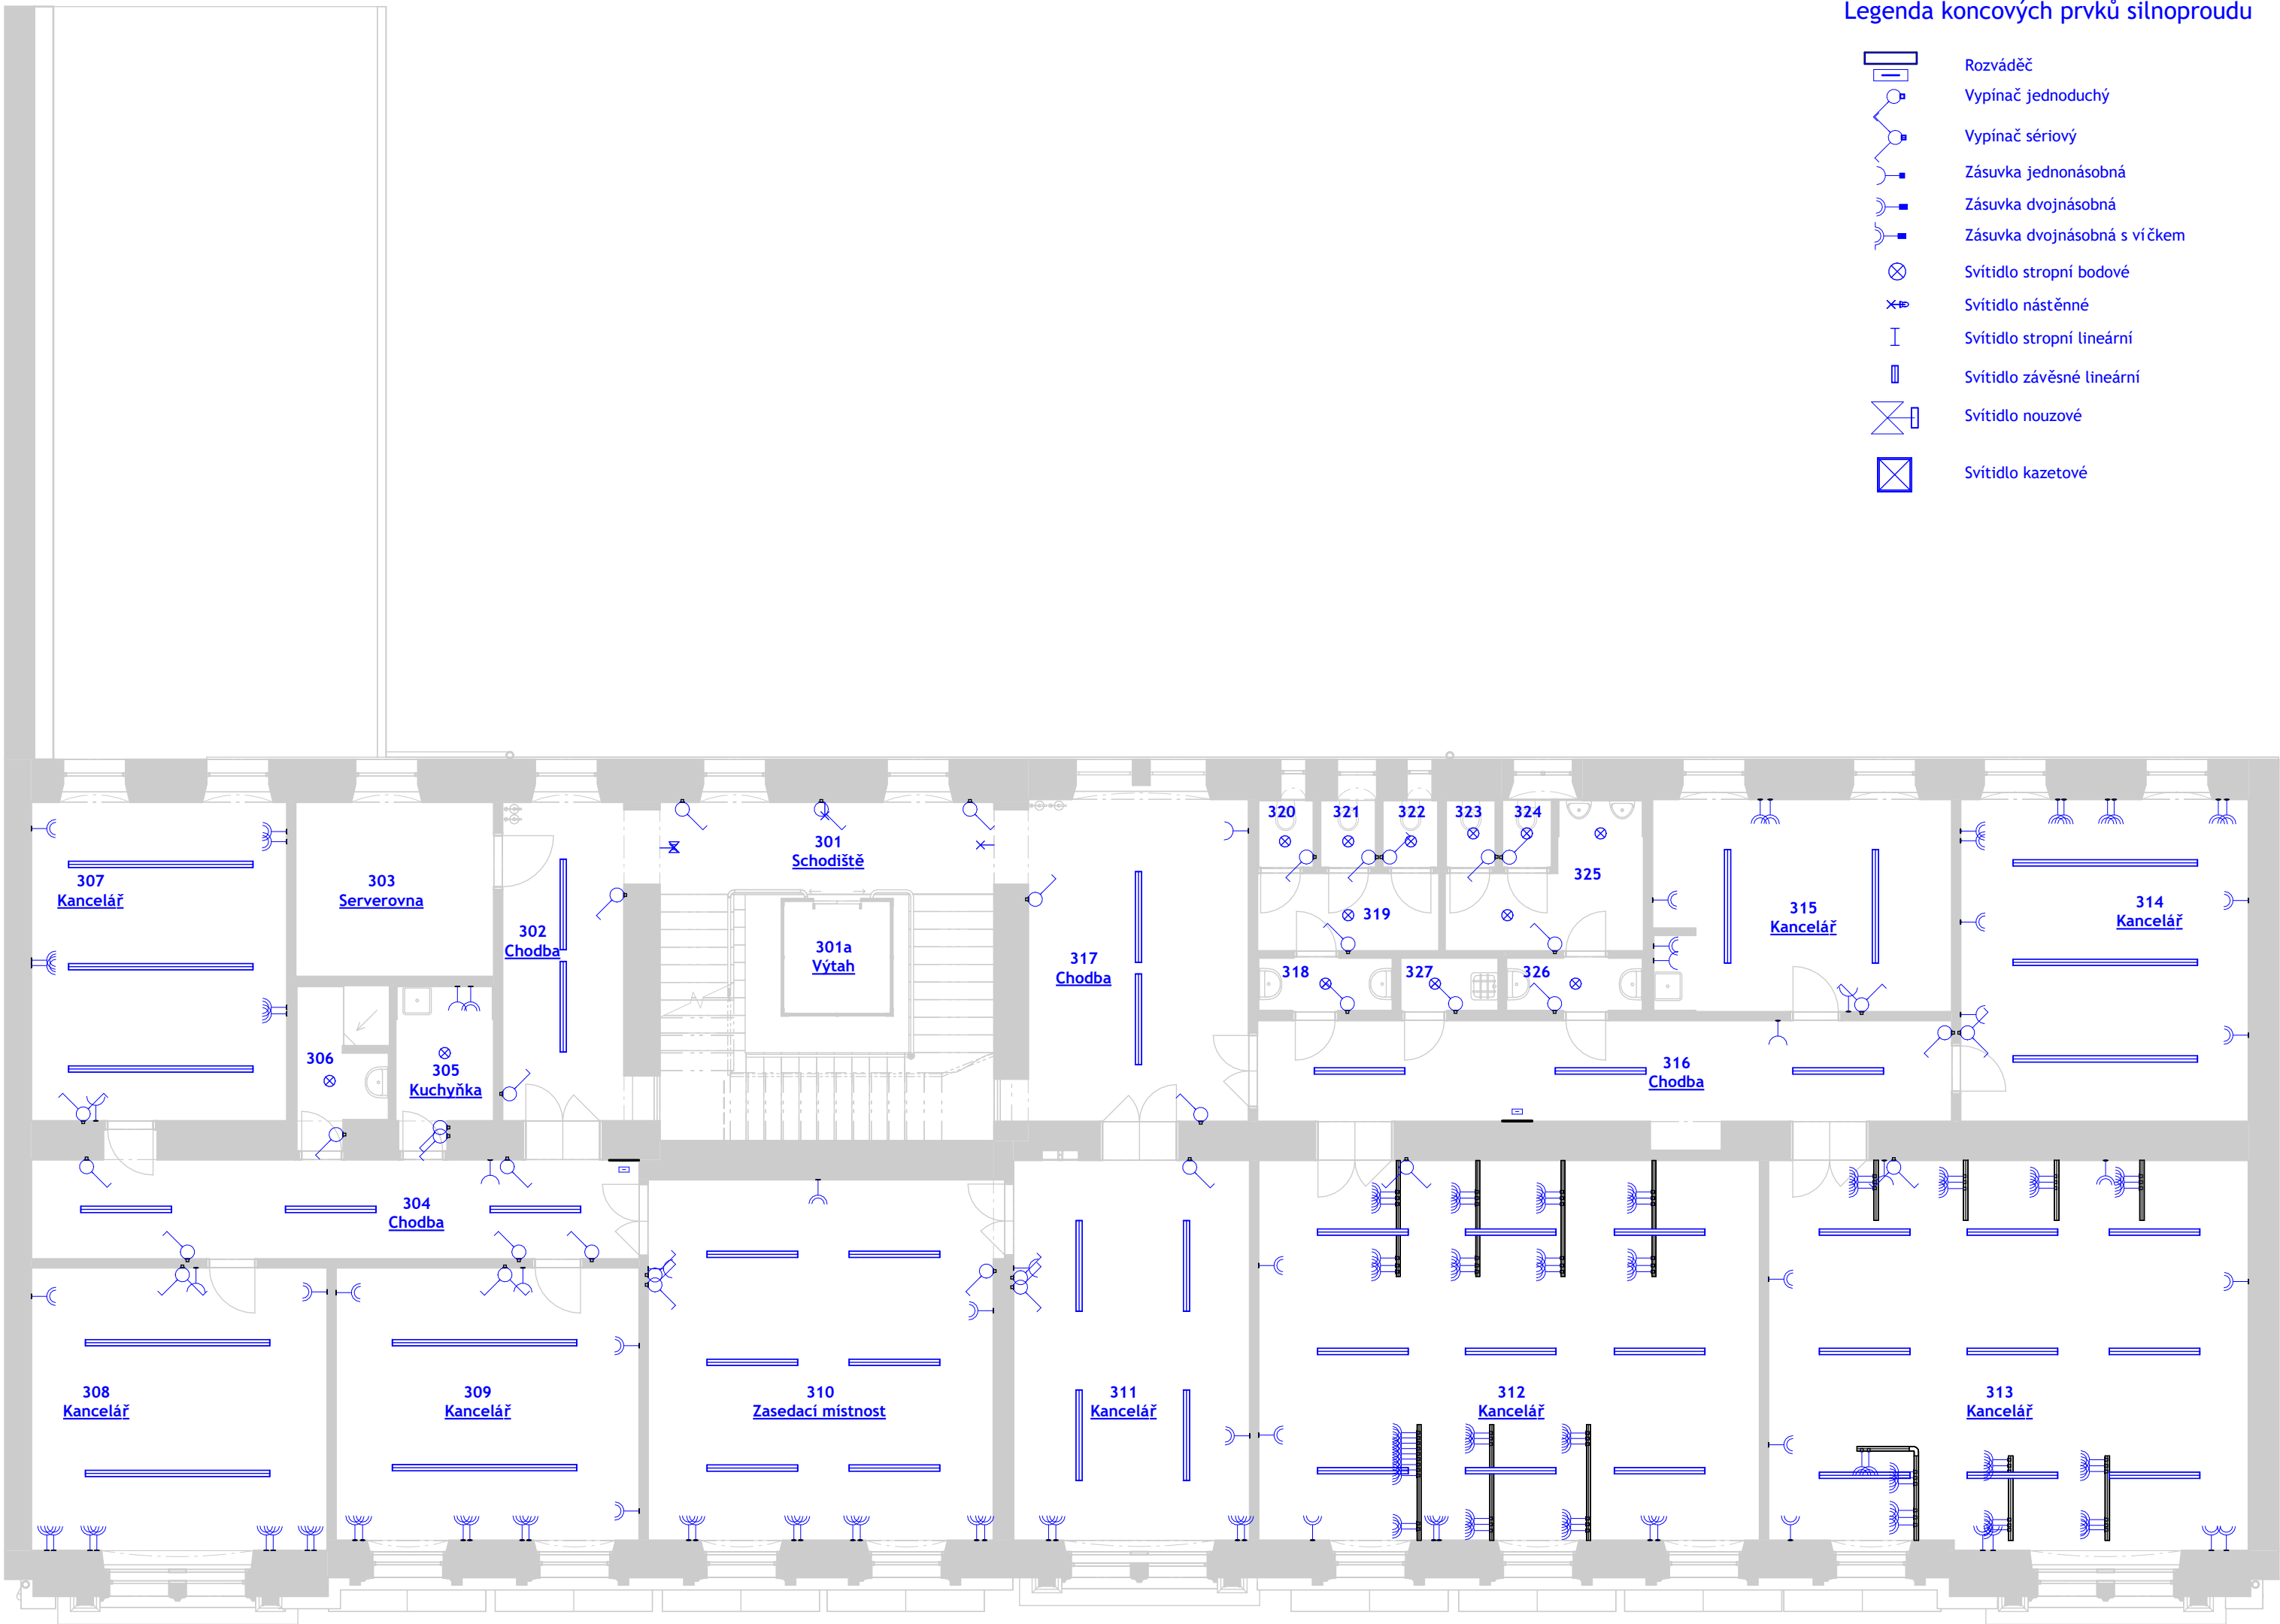 Legenda koncových prvků silnoproudu
Rozváděč
Vypínač jednoduchý
Vypínač sériový
Zásuvka jednonásobná
Zásuvka dvojnásobná
Zásuvka dvojnásobná s víčkem
Svítidlo stropní bodové
Svítidlo nástěnné
Svítidlo stropní lineární
Svítidlo závěsné lineární
Svítidlo nouzové
Svítidlo kazetové
307
Kancelář
303
Serverovna
302
Chodba
301
Schodiště
301a
Výtah
317
Chodba
320
321
322
323
324
325
319
318
327
326
315
Kancelář
314
Kancelář
306
305
Kuchyňka
316
Chodba
304
Chodba
308
Kancelář
309
Kancelář
310
Zasedací místnost
311
Kancelář
312
Kancelář
313
Kancelář